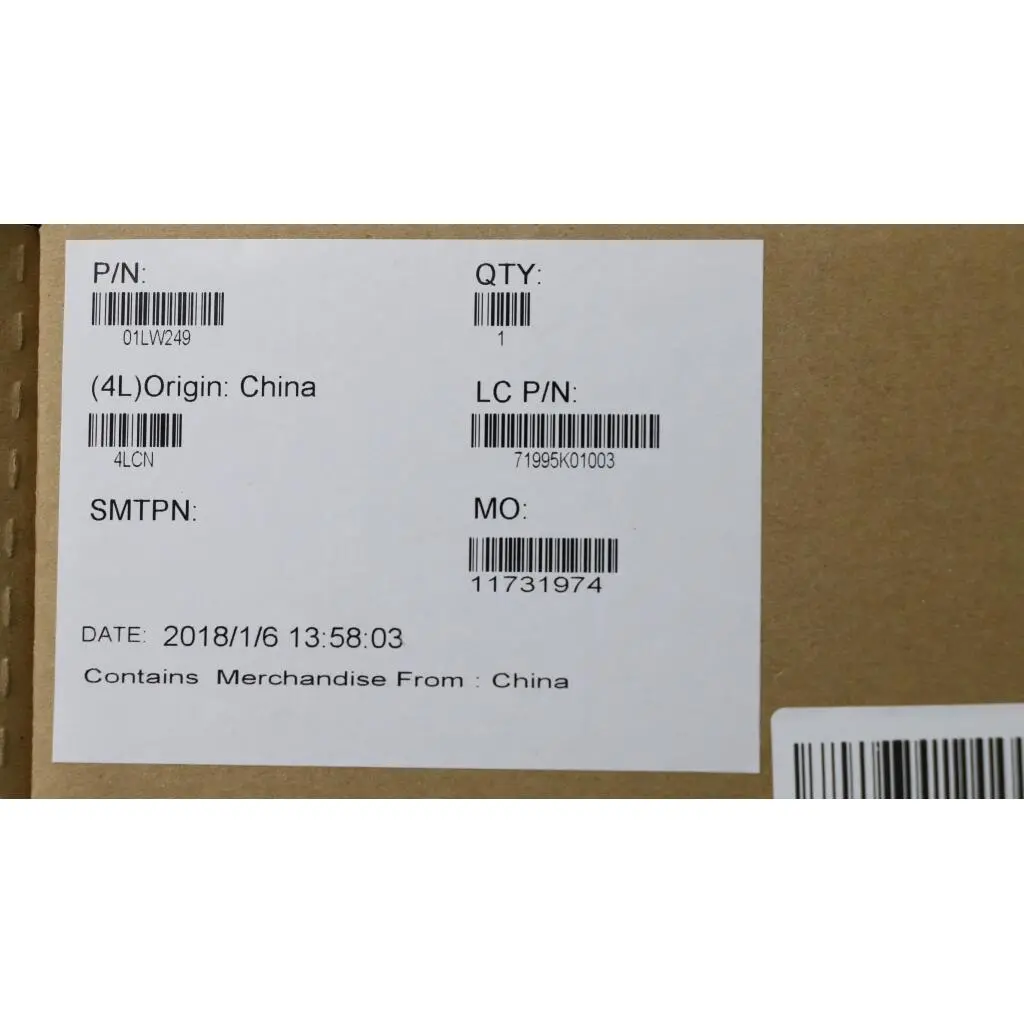 P/N:
01LW249
QTY:
1
(4L)Origin: China
4LCN
LC P/N:
71995K01003
SMTPN:
MO:
11731974
DATE: 2018/1/6 13:58:03
Contains Merchandise From : China